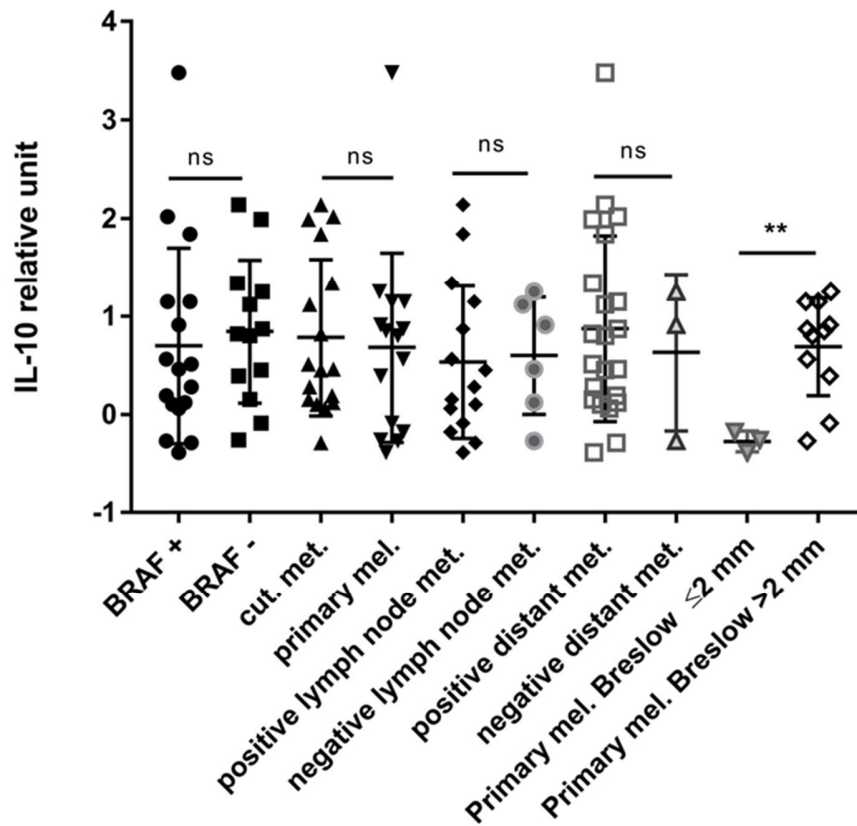 IL-10 relative unit
4
3
2
1
0
-1
ns
ns
ns
ns
**
BRAF +
BRAF -
cut. met.
primary mel.
positive lymph node met.
negative lymph node met.
positive distant met.
negative distant met.
Primary mel. Breslow ≤2 mm
Primary mel. Breslow >2 mm